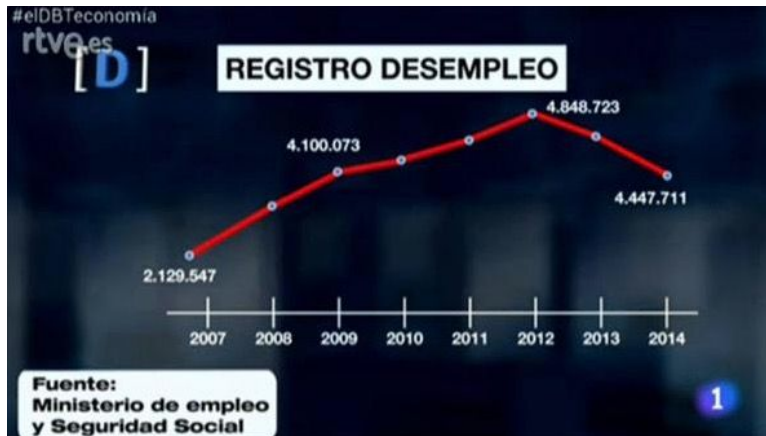 #elDBTeconomía
rtve.es
[D]
REGISTRO DESEMPLEO
4.848.723
4.100.073
4.447.711
2.129.547
2007 2008 2009 2010 2011 2012 2013 2014
Fuente:
Ministerio de empleo
y Seguridad Social
1